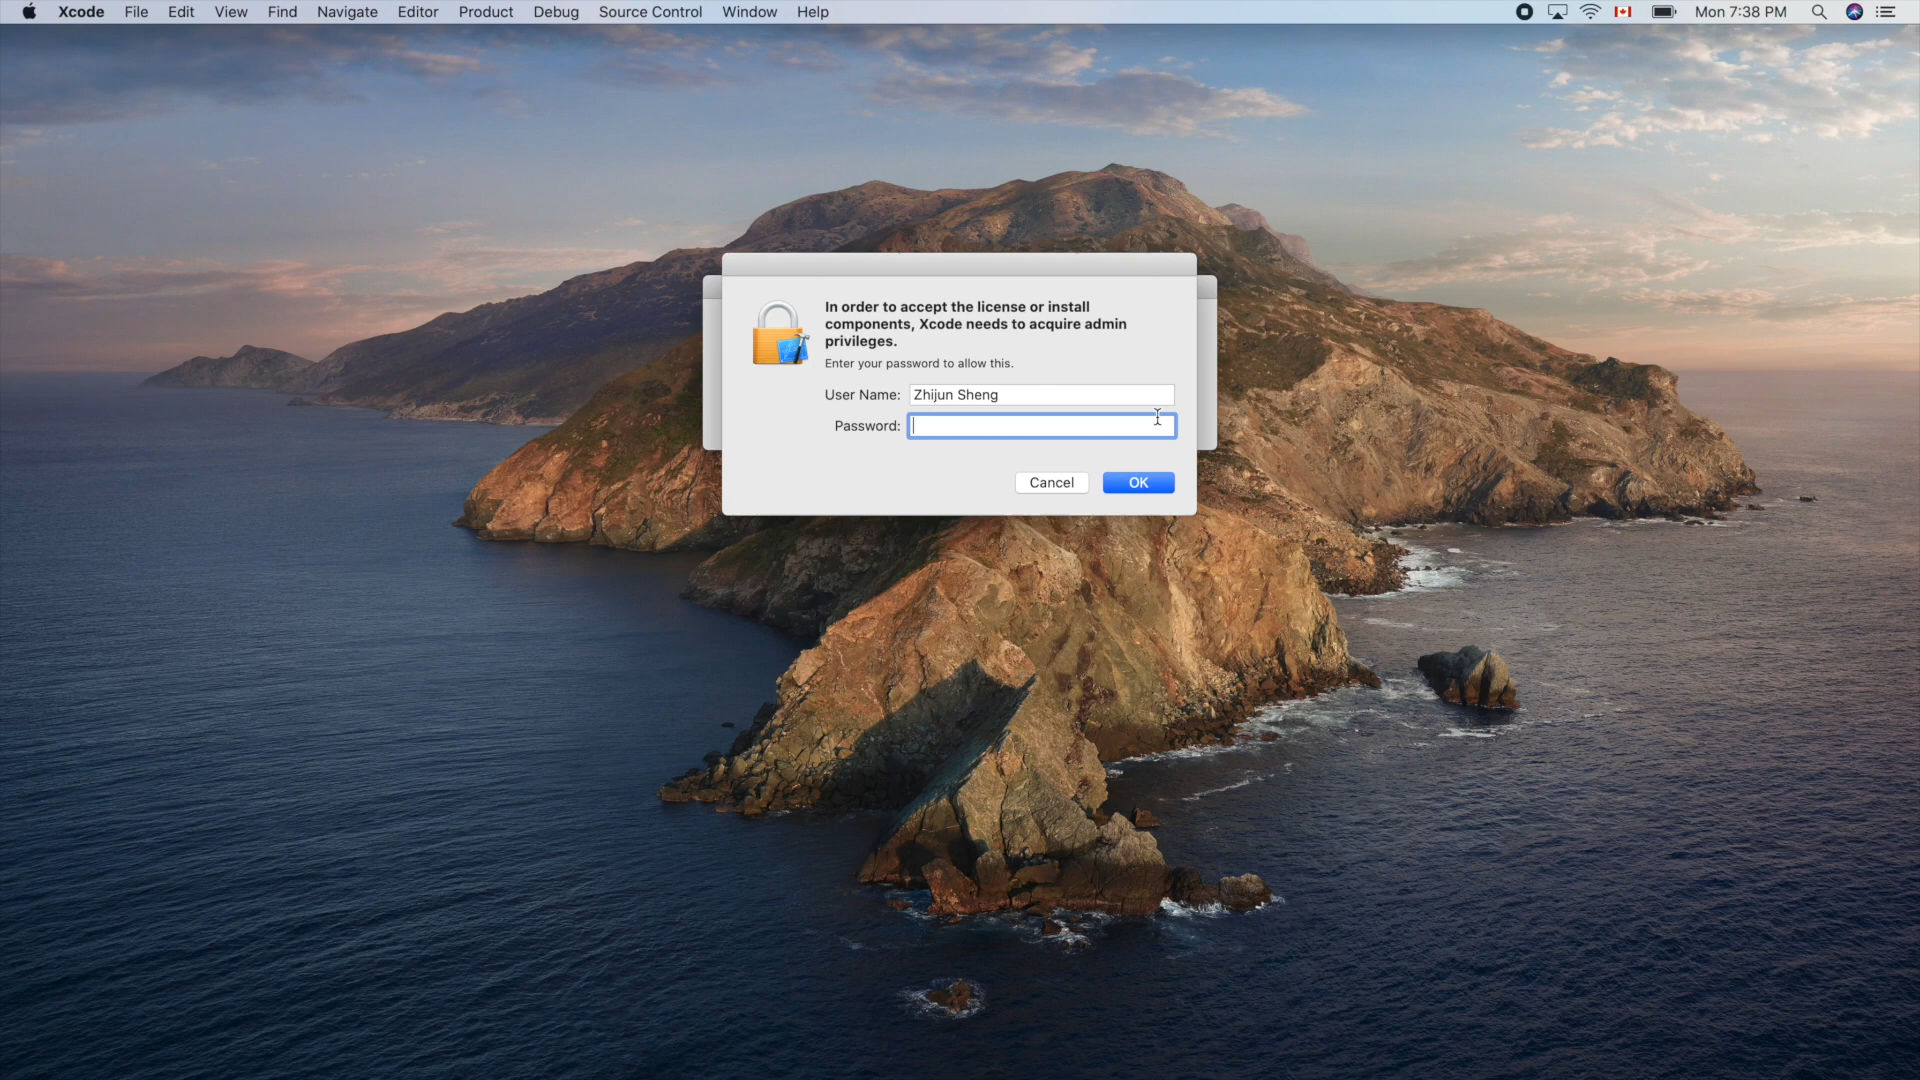 Xcode File Edit View Find Navigate Editor Product Debug Source Control Window Help Mon 7:38 PM
In order to accept the license or install
components, Xcode needs to acquire admin
privileges.
Enter your password to allow this.
User Name: Zhijun Sheng
Password:
Cancel OK